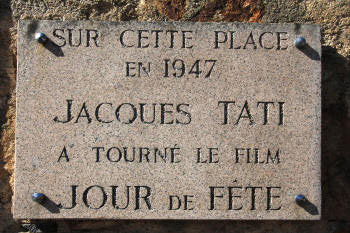 SUR CETTE PLACE
EN 1947
JACQUES TATI
A TOURNÉ LE FILM
JOUR DE FÊTE